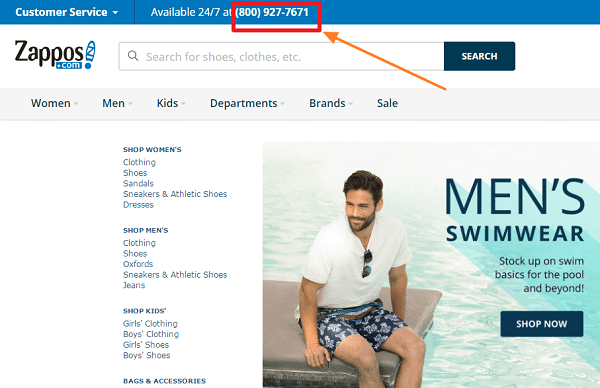 Customer Service
Available 24/7 at (800) 927-7671
Zappos
.com
Search for shoes, clothes, etc.
SEARCH
Women
Men
Kids
Departments
Brands
Sale
SHOP WOMEN'S
Clothing
Shoes
Sandals
Sneakers & Athletic Shoes
Dresses
SHOP MEN'S
Clothing
Shoes
Oxfords
Sneakers & Athletic Shoes
Jeans
SHOP KIDS'
Girls' Clothing
Boys' Clothing
Girls' Shoes
Boys' Shoes
BAGS & ACCESSORIES
MEN'S
SWIMWEAR
Stock up on swim
basics for the pool
and beyond!
SHOP NOW